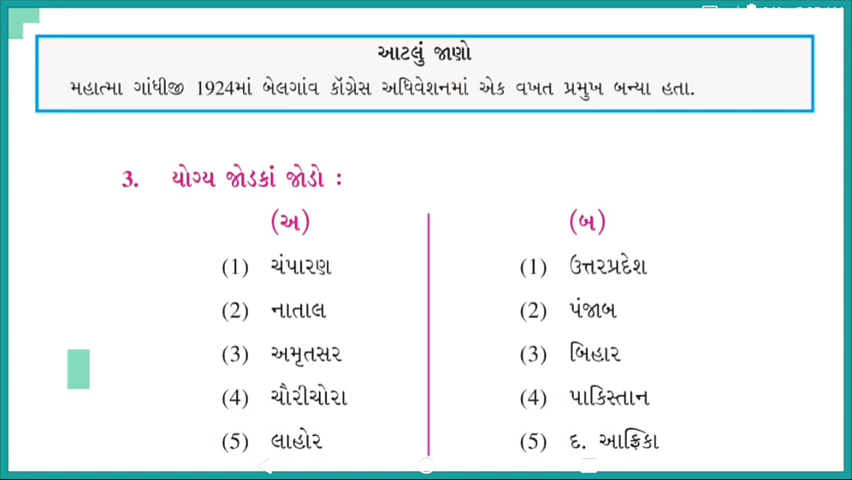 આટલું જાણો
મહાત્મા ગાંધીજી 1924માં બેલગાંવ કૉંગ્રેસ અધિવેશનમાં એક વખત પ્રમુખ બન્યા હતા.
3. યોગ્ય જોડકાં જોડો :
(અ) (બ)
(1) ચંપારણ (1) ઉત્તરપ્રદેશ
(2) નાતાલ (2) પંજાબ
(3) અમૃતસર (3) બિહાર
(4) ચૌરીચોરા (4) પાકિસ્તાન
(5) લાહોર (5) દ. આફ્રિકા